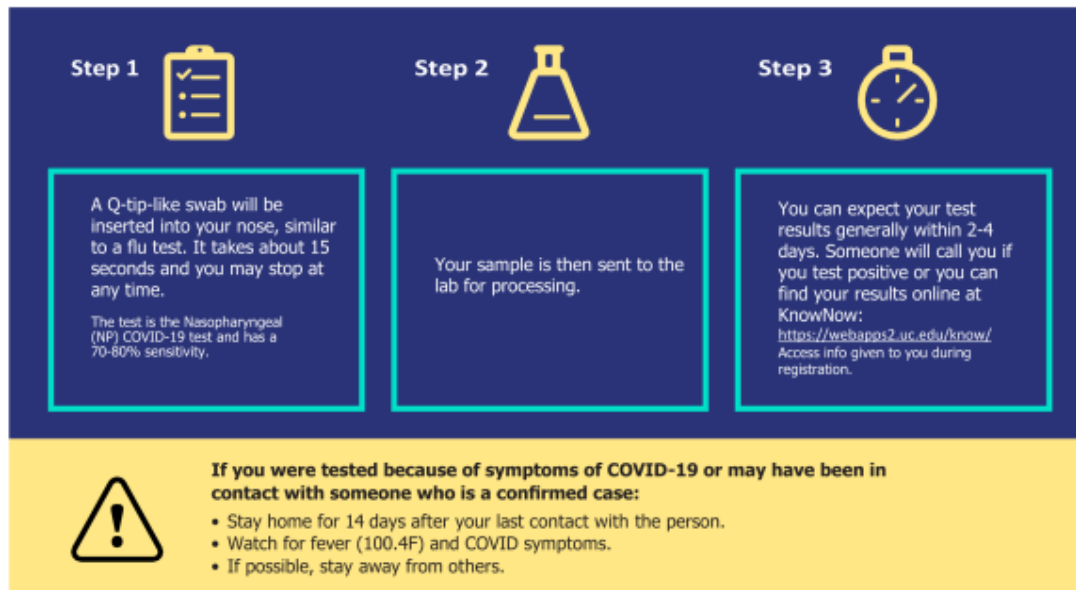 Step 1
A Q-tip-like swab will be
inserted into your nose, similar
to a flu test. It takes about 15
seconds and you may stop at
any time.
The test is the Nasopharyngeal
(NP) COVID-19 test and has a
70-80% sensitivity.
Step 2
Your sample is then sent to the
lab for processing.
Step 3
You can expect your test
results generally within 2-4
days. Someone will call you if
you test positive or you can
find your results online at
KnowNow:
https://webapps2.uc.edu/know/
Access info given to you during
registration.
If you were tested because of symptoms of COVID-19 or may have been in
contact with someone who is a confirmed case:
• Stay home for 14 days after your last contact with the person.
• Watch for fever (100.4F) and COVID symptoms.
• If possible, stay away from others.